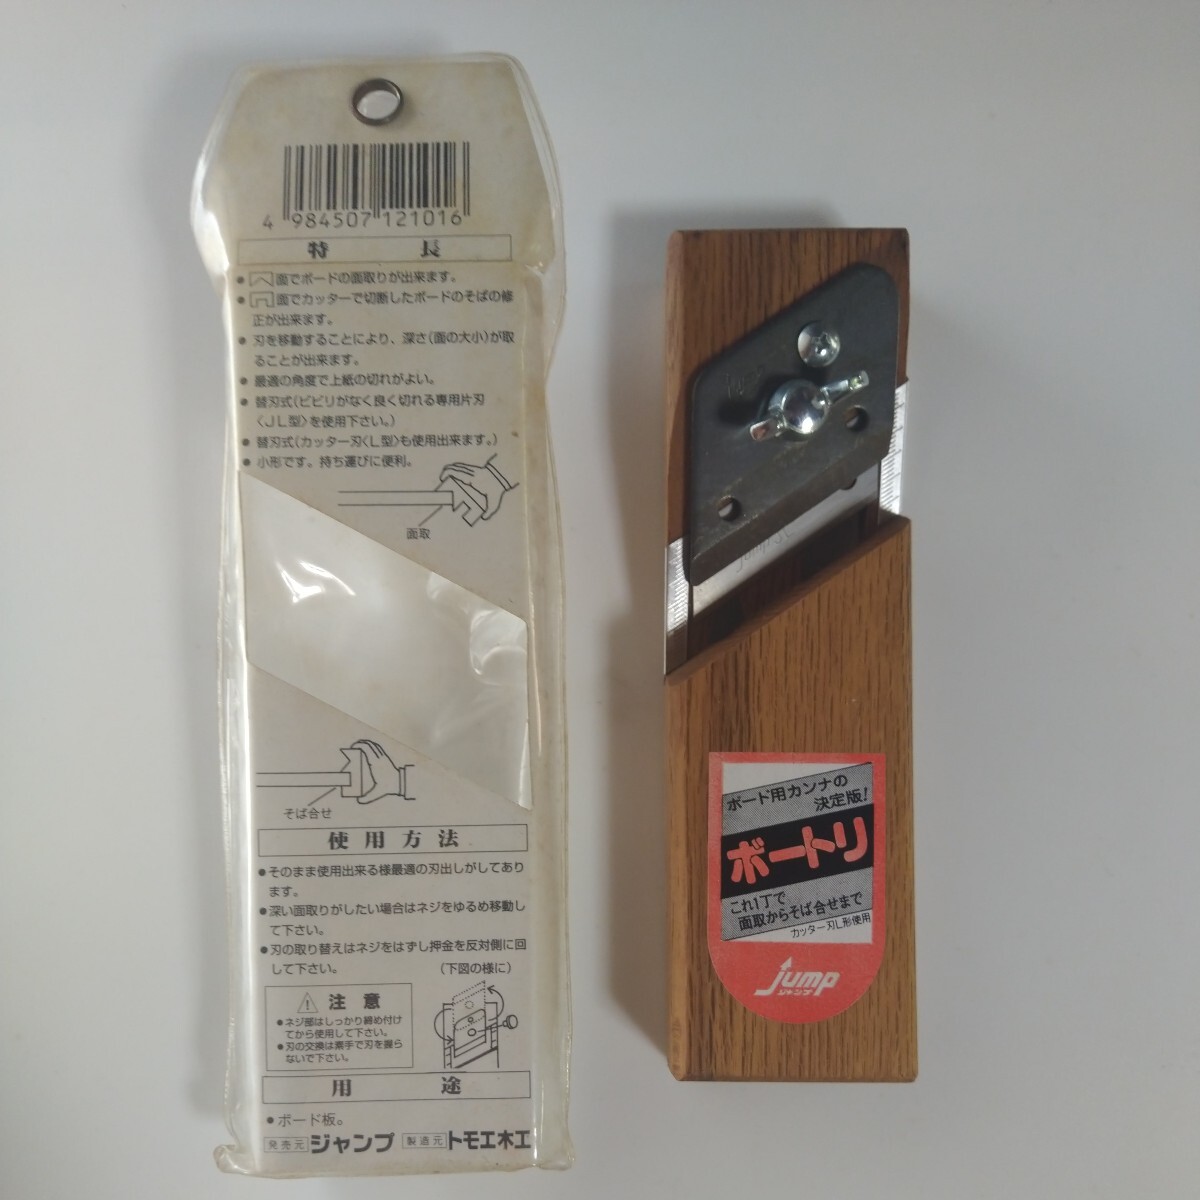 4 984507 121016
特長
● 面でボードの面取りが出来ます。
● 面でカッターで切断したボードのそばの修
正が出来ます。
● 刃を移動することにより、深さ(面の大小)が取
ることが出来ます。
● 最適の角度で上紙の切れがよい。
● 替刃式(ビビリがなく良く切れる専用片刃
〈JL型〉を使用下さい。)
● 替刃式(カッター刃〈L型〉も使用出来ます。)
● 小形です。持ち運びに便利。
面取
そば合せ
使用方法
●そのまま使用出来る様最適の刃出しがしてあり
ます。
●深い面取りがしたい場合はネジをゆるめ移動し
て下さい。
●刃の取り替えはネジをはずし押金を反対側に回
して下さい。 (下図の様に)
注意
●ネジ部はしっかり締め付け
てから使用して下さい。
●刃の交換は素手で刃を握ら
ないで下さい。
用途
● ボード板。
発売元 ジャンプ 製造元 トモエ木工
ボード用カンナの
決定版!
ボートリ
これ1丁で
面取からそば合せまで
カッター刃L形使用
jump
ジャンプ